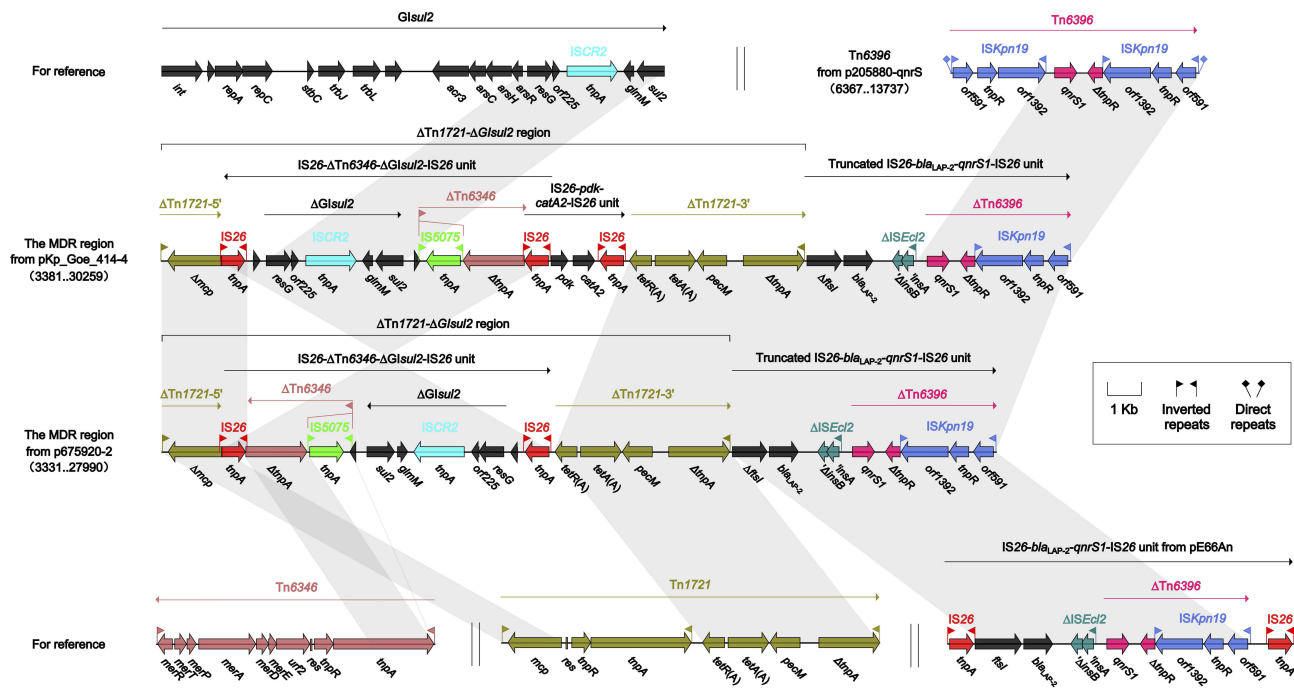 GIsul2
Tn6396
ISCR2
ISKpn19
ISKpn19
For reference
Tn6396
from p205880-qnrS
(6367..13737)
int
repA
repC
stbC
trbJ
trbL
acr3
arsC
arsH
arsR
resG
orf225
tnpA
glmM
sul2
orf591
tnpR
orf1392
qnrS1
ΔtnpR
orf1392
tnpR
orf591
ΔTn1721-ΔGIsul2 region
IS26-ΔTn6346-ΔGIsul2-IS26 unit
Truncated IS26-blaLAP-2-qnrS1-IS26 unit
ΔTn1721-5'
ΔGIsul2
ΔTn6346
IS26-pdk-
catA2-IS26 unit
ΔTn1721-3'
ΔTn6396
The MDR region
from pKp_Goe_414-4
(3381..30259)
IS26
ISCR2
IS5075
IS26
IS26
ΔISEcl2
ISKpn19
Δmcp
tnpA
resG
orf225
tnpA
glmM
sul2
tnpA
ΔtnpA
tnpA
pdk
catA2
tnpA
tetR(A)
tetA(A)
pecM
ΔtnpA
ΔftsI
blaLAP-2
'ΔinsB
'insA
qnrS1
ΔtnpR
orf1392
tnpR
orf591
ΔTn1721-ΔGIsul2 region
IS26-ΔTn6346-ΔGIsul2-IS26 unit
Truncated IS26-blaLAP-2-qnrS1-IS26 unit
ΔTn1721-5'
ΔTn6346
ΔGIsul2
ΔTn1721-3'
ΔTn6396
The MDR region
from p675920-2
(3331..27990)
IS26
IS5075
ISCR2
IS26
ΔISEcl2
ISKpn19
Δmcp
tnpA
ΔtnpA
tnpA
sul2
glmM
tnpA
orf225
resG
tnpA
tetR(A)
tetA(A)
pecM
ΔtnpA
ΔftsI
blaLAP-2
'ΔinsB
'insA
qnrS1
ΔtnpR
orf1392
tnpR
orf591
1 Kb
Inverted
repeats
Direct
repeats
IS26-blaLAP-2-qnrS1-IS26 unit from pE66An
Tn6346
Tn1721
ΔTn6396
For reference
IS26
ΔISEcl2
ISKpn19
IS26
merR
merT
merP
merA
merD
merE
urf2
res
tnpR
tnpA
mcp
res
tnpR
tnpA
tetR(A)
tetA(A)
pecM
ΔtnpA
tnpA
ftsI
blaLAP-2
'ΔinsB
'insA
qnrS1
ΔtnpR
orf1392
tnpR
orf591
tnpA